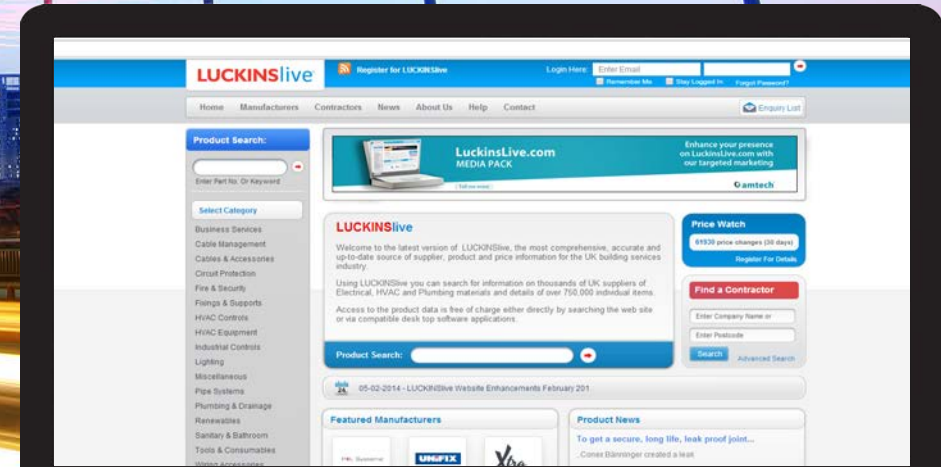 LUCKINSlive
Register for LUCKINSlive
Login Here:
Enter Email
Remember Me
Stay Logged In
Forgot Password?
Home Manufacturers Contractors News About Us Help Contact
Enquiry List
Product Search:
Enter Part No. Or Keyword
Select Category
Business Services
Cable Management
Cables & Accessories
Circuit Protection
Fire & Security
Fixings & Supports
HVAC Controls
HVAC Equipment
Industrial Controls
Lighting
Miscellaneous
Pipe Systems
Plumbing & Drainage
Renewables
Sanitary & Bathroom
Tools & Consumables
Wiring Accessories
LuckinsLive.com
MEDIA PACK
Tell me more
Enhance your presence
on LuckinsLive.com with
our targeted marketing
amtech
LUCKINSlive
Welcome to the latest version of LUCKINSlive, the most comprehensive, accurate and
up-to-date source of supplier, product and price information for the UK building services
industry.
Using LUCKINSlive you can search for information on thousands of UK suppliers of
Electrical, HVAC and Plumbing materials and details of over 750,000 individual items.
Access to the product data is free of charge either directly by searching the web site
or via compatible desk top software applications.
Product Search:
05-02-2014 - LUCKINSlive Website Enhancements February 201
Featured Manufacturers
UNiFIX
Xtra
Product News
To get a secure, long life, leak proof joint...
Conex Bänninger created a leak
Price Watch
61930 price changes (30 days)
Register For Details
Find a Contractor
Enter Company Name or
Enter Postcode
Search
Advanced Search